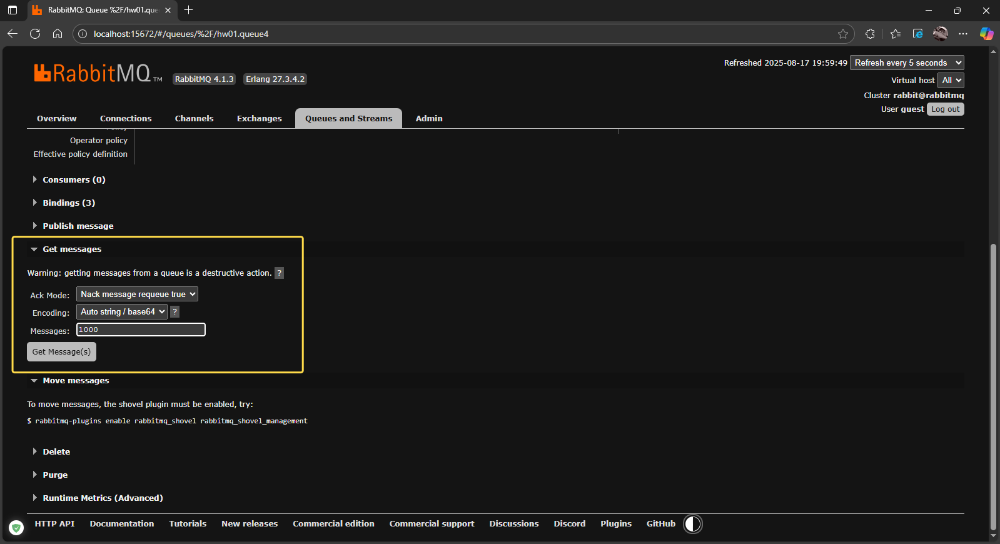 RabbitMQ: Queue %2F/hw01.que
localhost:15672/#/queues/%2F/hw01.queue4
Refreshed 2025-08-17 19:59:49 Refresh every 5 seconds
RabbitMQ TM RabbitMQ 4.1.3 Erlang 27.3.4.2
Virtual host All
Cluster rabbit@rabbitmq
User guest Log out
Overview Connections Channels Exchanges Queues and Streams Admin
Operator policy
Effective policy definition
Consumers (0)
Bindings (3)
Publish message
Get messages
Warning: getting messages from a queue is a destructive action. ?
Ack Mode: Nack message requeue true
Encoding: Auto string / base64 ?
Messages: 1000
Get Message(s)
Move messages
To move messages, the shovel plugin must be enabled, try:
$ rabbitmq-plugins enable rabbitmq_shovel rabbitmq_shovel_management
Delete
Purge
Runtime Metrics (Advanced)
HTTP API Documentation Tutorials New releases Commercial edition Commercial support Discussions Discord Plugins GitHub